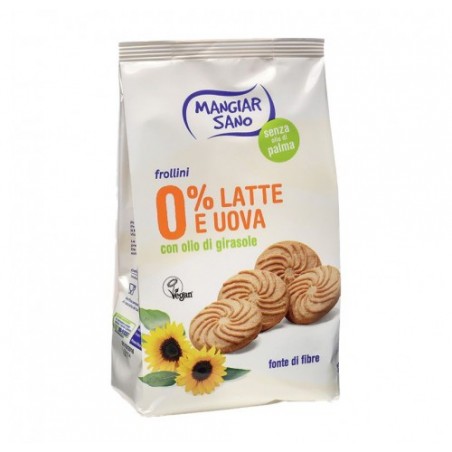 MANGIAR
SANO
senza
olio di
palma
frollini
0% LATTE
E UOVA
con olio di girasole
Vegan
fonte di fibre